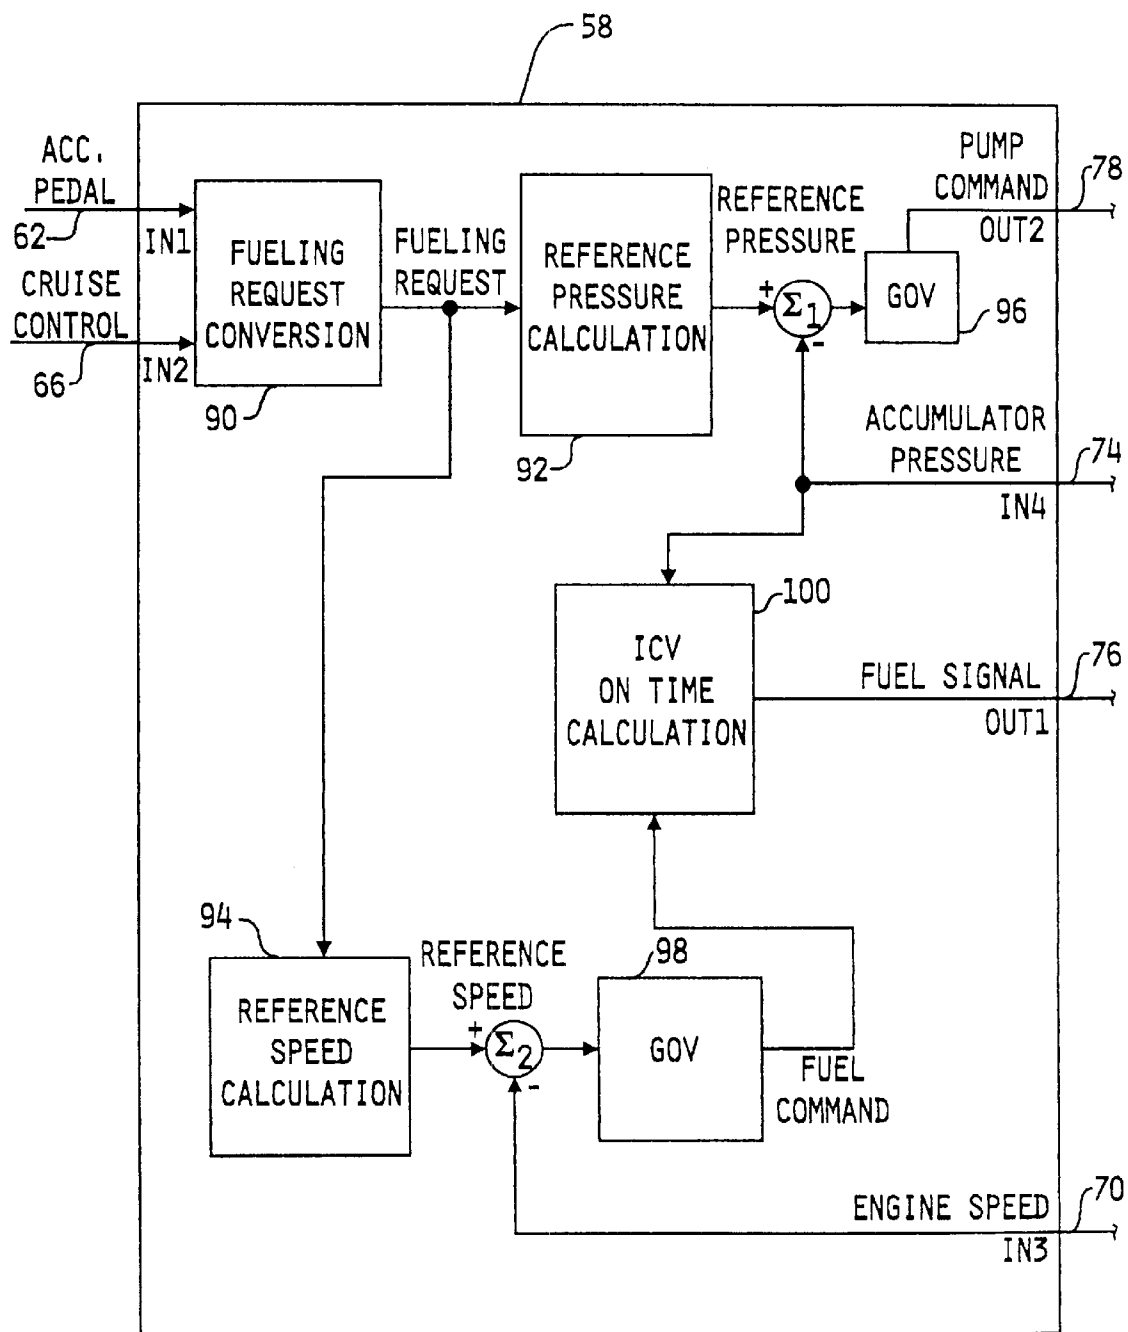 58
ACC.
PEDAL
62
IN1
CRUISE
CONTROL
66
IN2
FUELING
REQUEST
CONVERSION
90
FUELING
REQUEST
REFERENCE
PRESSURE
CALCULATION
92
REFERENCE
PRESSURE
+
Σ1
-
GOV
96
PUMP
COMMAND
OUT2
78
ACCUMULATOR
PRESSURE
IN4
74
100
ICV
ON TIME
CALCULATION
FUEL SIGNAL
OUT1
76
94
REFERENCE
SPEED
CALCULATION
REFERENCE
SPEED
+
Σ2
-
98
GOV
FUEL
COMMAND
ENGINE SPEED
IN3
70